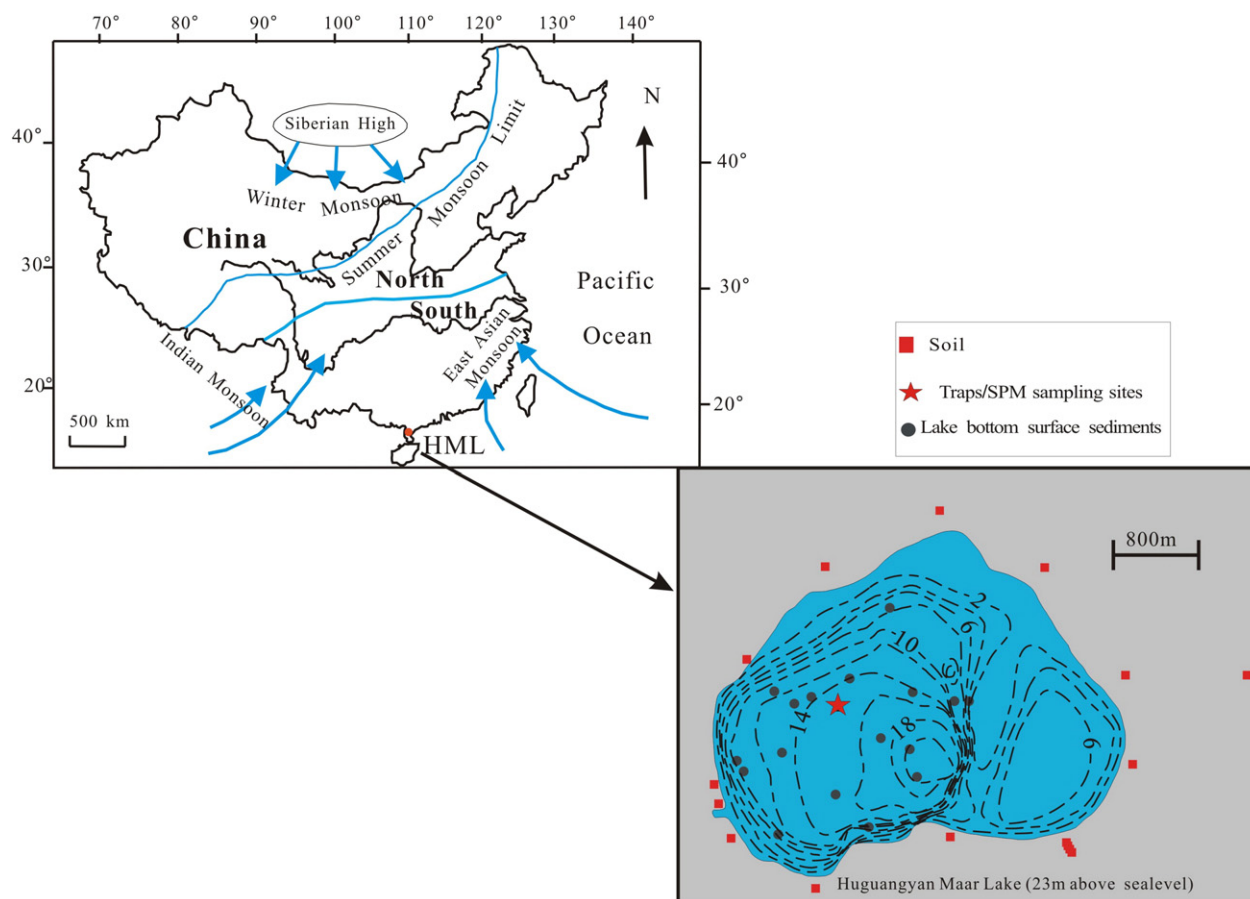 70° 80° 90° 100° 110° 120° 130° 140°
N
Siberian High
40°
40°
Winter Monsoon
Summer Monsoon Limit
China
30°
30°
North
South
Pacific
Ocean
East Asian
Monsoon
Indian Monsoon
20°
20°
500 km
HML
Soil
Traps/SPM sampling sites
Lake bottom surface sediments
800m
2
6
10
6
14
18
6
Huguangyan Maar Lake (23m above sealevel)